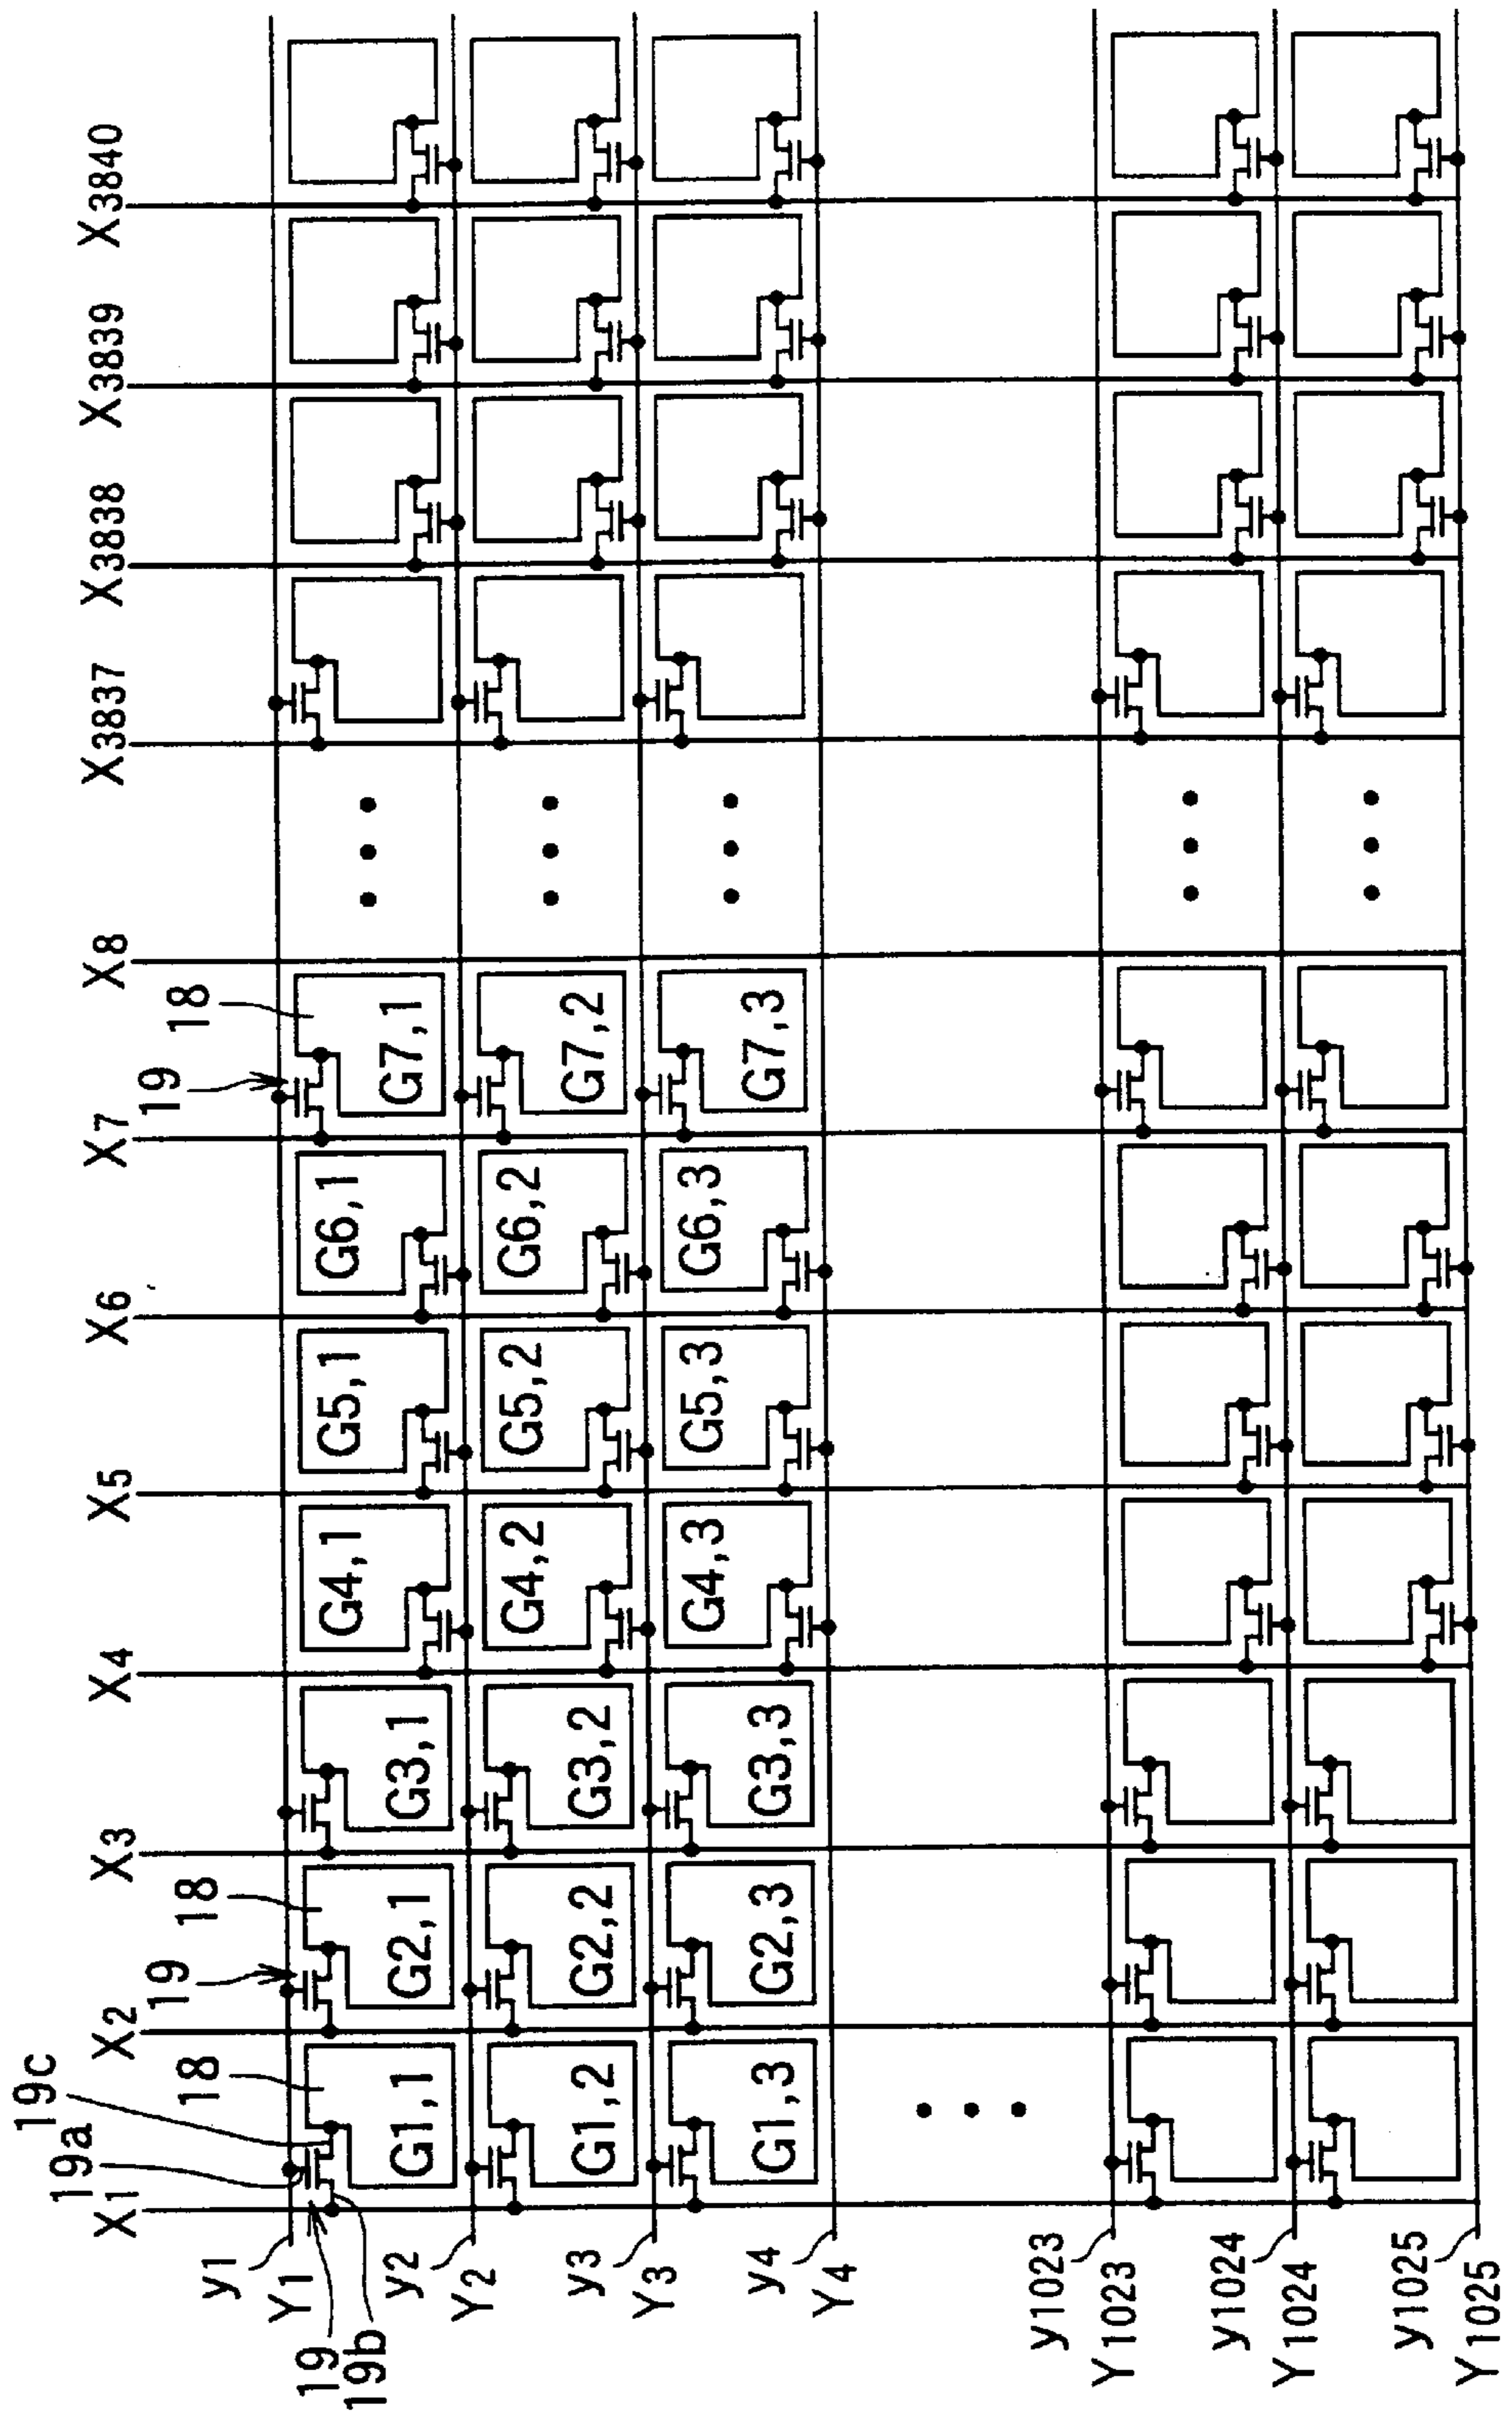 X1 X2 X3 X4 X5 X6 X7 X8 X3837 X3838 X3839 X3840
19a 19c 18 19 18 19 18
19
19b
y1
Y1
G1,1 G2,1 G3,1 G4,1 G5,1 G6,1 G7,1
y2
Y2
G1,2 G2,2 G3,2 G4,2 G5,2 G6,2 G7,2
y3
Y3
G1,3 G2,3 G3,3 G4,3 G5,3 G6,3 G7,3
y4
Y4
y1023
Y1023
y1024
Y1024
y1025
Y1025